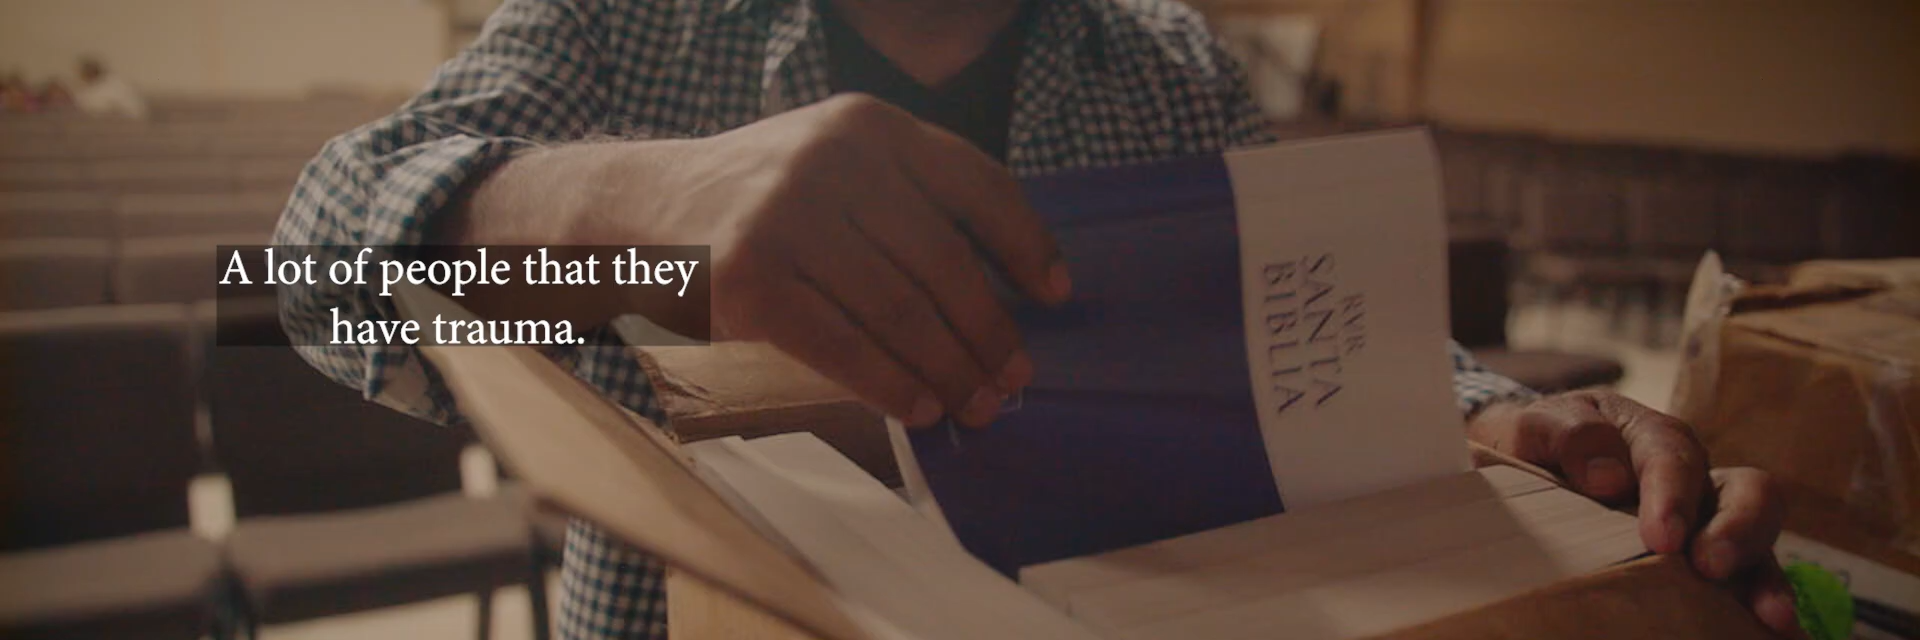 A lot of people that they
have trauma.
RVR
SANTA
BIBLIA